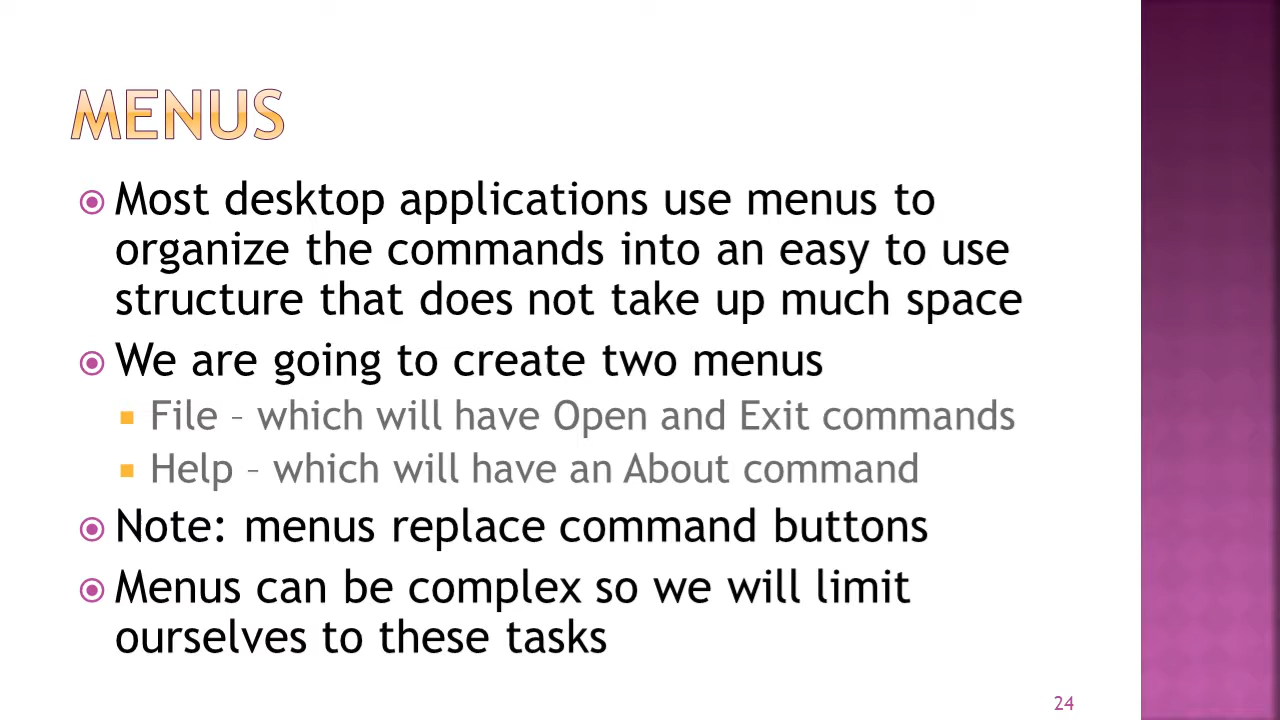 MENUS
Most desktop applications use menus to
organize the commands into an easy to use
structure that does not take up much space
We are going to create two menus
File – which will have Open and Exit commands
Help – which will have an About command
Note: menus replace command buttons
Menus can be complex so we will limit
ourselves to these tasks
24